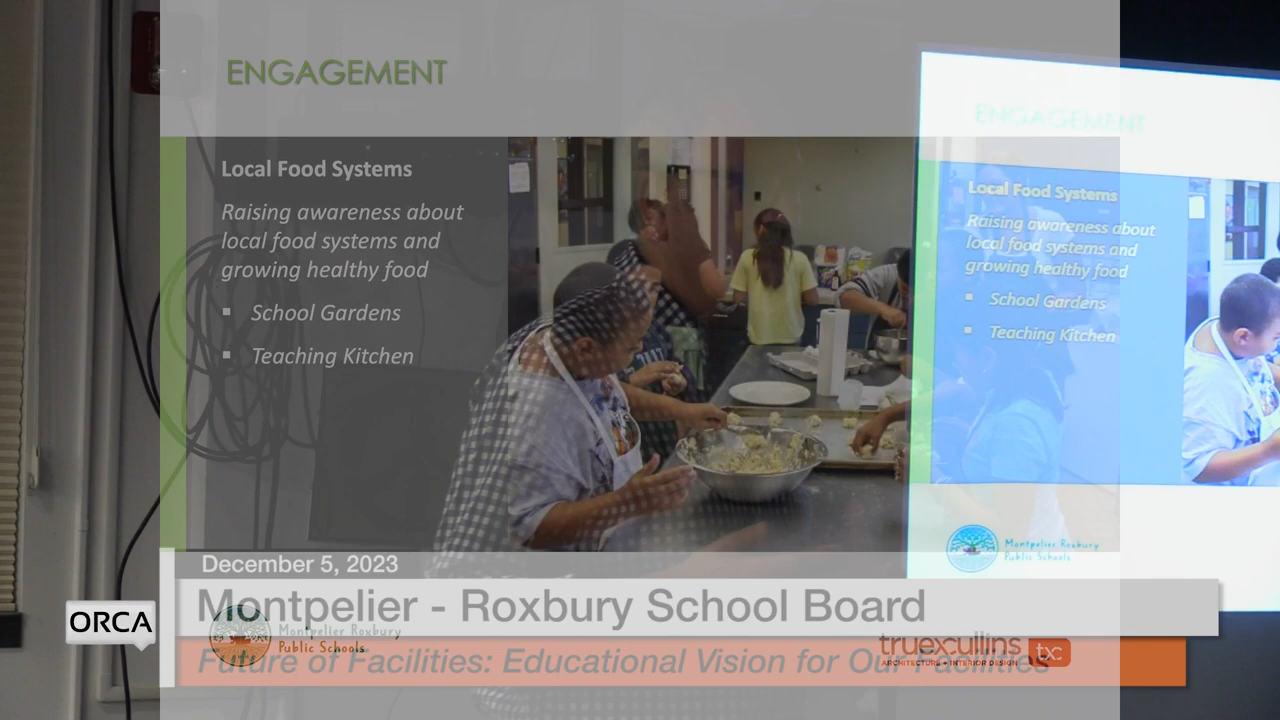 ENGAGEMENT
Local Food Systems
Raising awareness about
local food systems and
growing healthy food
▪ School Gardens
▪ Teaching Kitchen
ENGAGEMENT
Local Food Systems
Raising awareness about
local food systems and
growing healthy food
▪ School Gardens
▪ Teaching Kitchen
Montpelier Roxbury
Public Schools
December 5, 2023
Montpelier - Roxbury School Board
ORCA
Montpelier Roxbury
Public Schools
truexcullins
ARCHITECTURE + INTERIOR DESIGN
txc
Future of Facilities: Educational Vision for Our Facilities